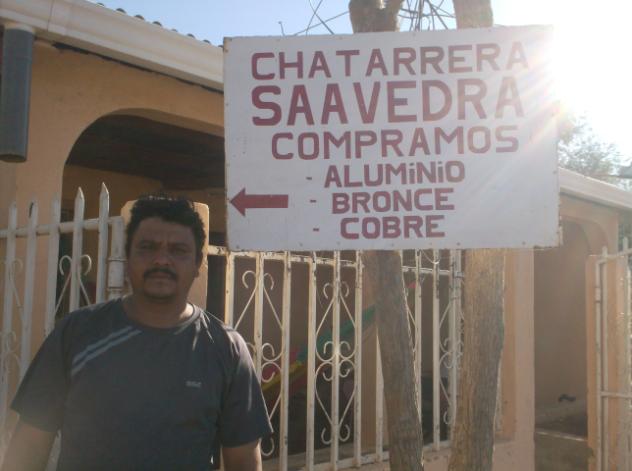 CHATARRERA
SAAVEDRA
COMPRAMOS
- ALUMiNiO
- BRONCE
- COBRE